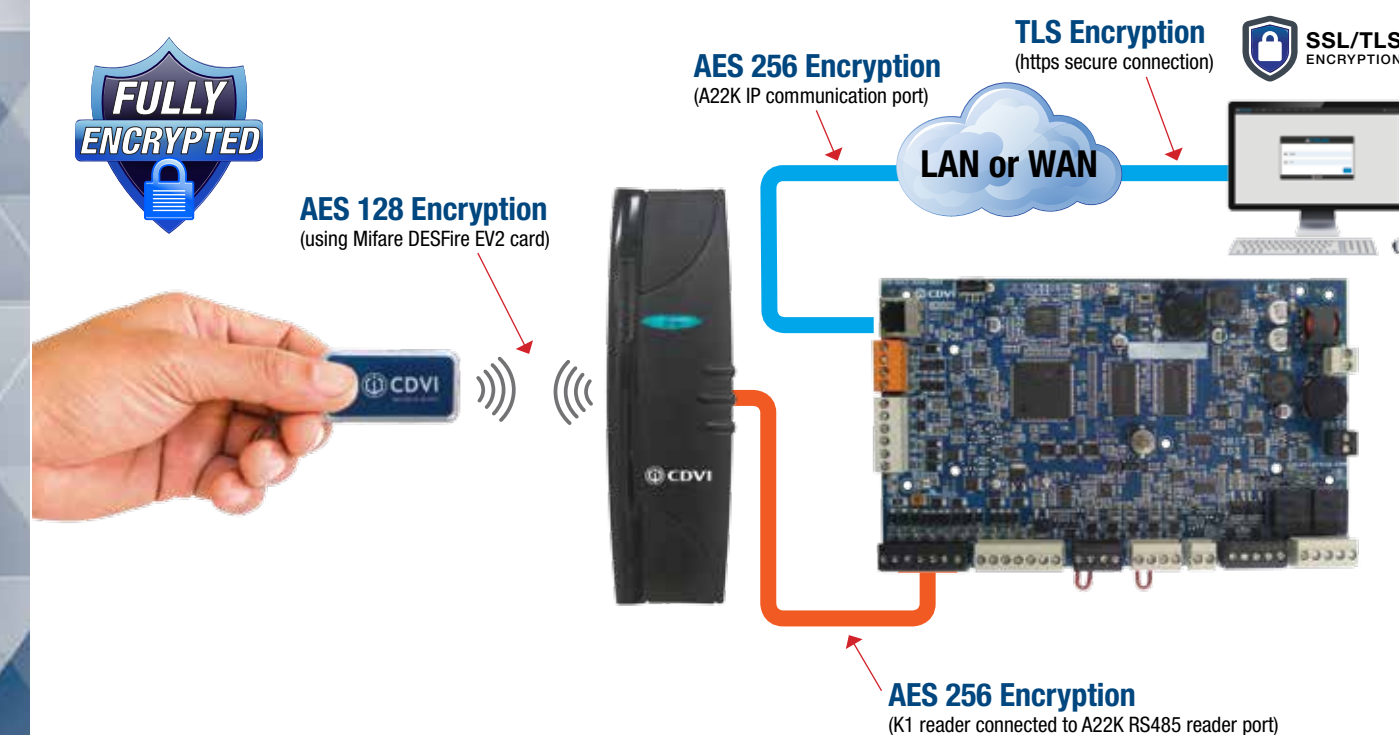 FULLY
ENCRYPTED
AES 128 Encryption
(using Mifare DESFire EV2 card)
CDVI
CDVI
AES 256 Encryption
(A22K IP communication port)
TLS Encryption
(https secure connection)
SSL/TLS
ENCRYPTION
LAN or WAN
CDVI
AES 256 Encryption
(K1 reader connected to A22K RS485 reader port)